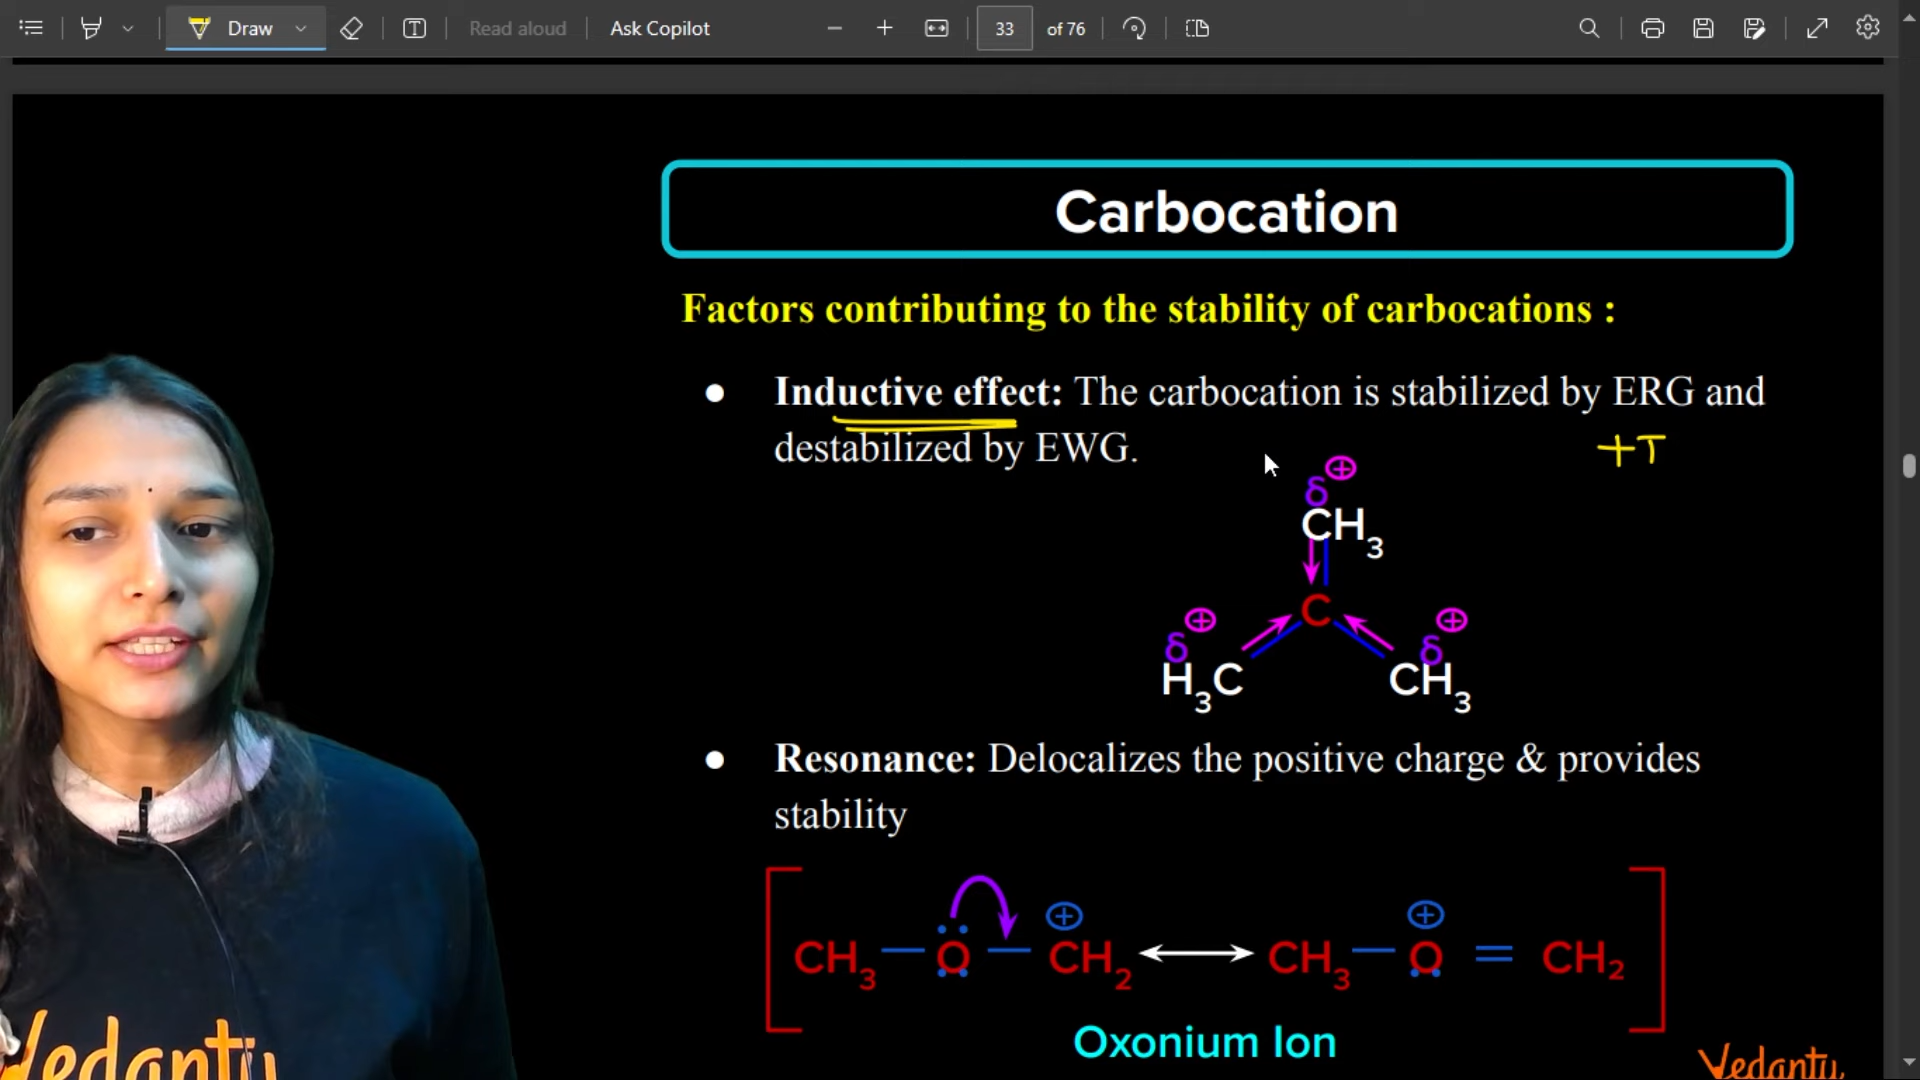 Draw
Read aloud
Ask Copilot
33
of 76
Carbocation
Factors contributing to the stability of carbocations :
● Inductive effect: The carbocation is stabilized by ERG and
destabilized by EWG.
+I
δ⊕
CH₃
C
δ⊕
H₃C
δ⊕
CH₃
● Resonance: Delocalizes the positive charge & provides
stability
[CH₃ — O — CH₂⊕ ⟷ CH₃ — O⊕ = CH₂]
Oxonium Ion
Vedantu
Vedantu